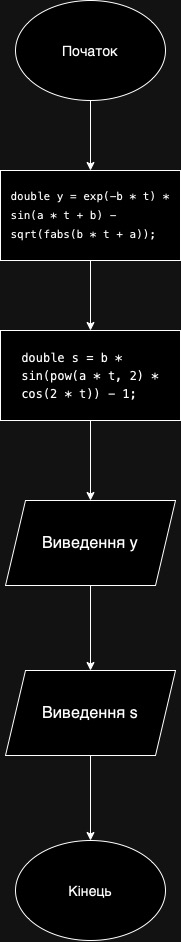 Початок
double y = exp(−b * t) *
sin(a * t + b) −
sqrt(fabs(b * t + a));
double s = b *
sin(pow(a * t, 2) *
cos(2 * t)) − 1;
Виведення y
Виведення s
Кінець